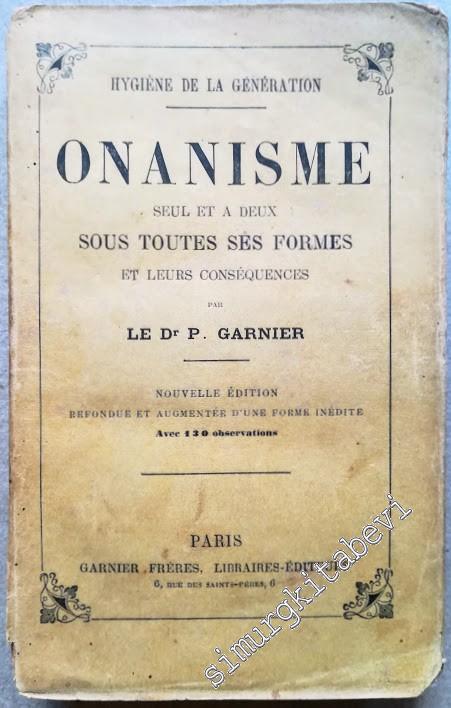 HYGIÈNE DE LA GÉNÉRATION
ONANISME
SEUL ET A DEUX
SOUS TOUTES SES FORMES
ET LEURS CONSÉQUENCES
PAR
LE Dr P. GARNIER
NOUVELLE ÉDITION
REFONDUE ET AUGMENTÉE D'UNE FORME INÉDITE
Avec 130 observations
PARIS
GARNIER FRÈRES, LIBRAIRES-ÉDITEURS
6, RUE DES SAINTS-PÈRES, 6
simurgkitabevi